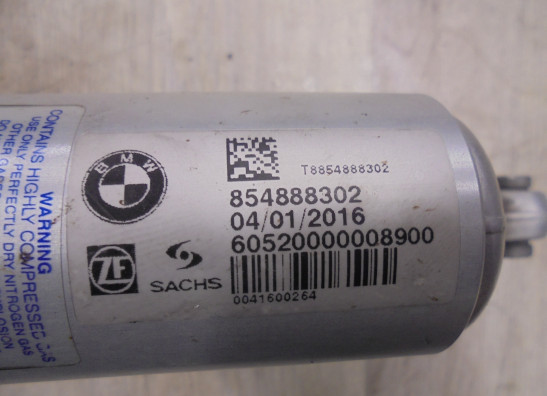 BMW
T8854888302
854888302
04/01/2016
60520000008900
0041600264
ZF
SACHS
WARNING
CONTAINS HIGHLY COMPRESSED GAS
USE ONLY PERFECTLY DRY NITROGEN GAS